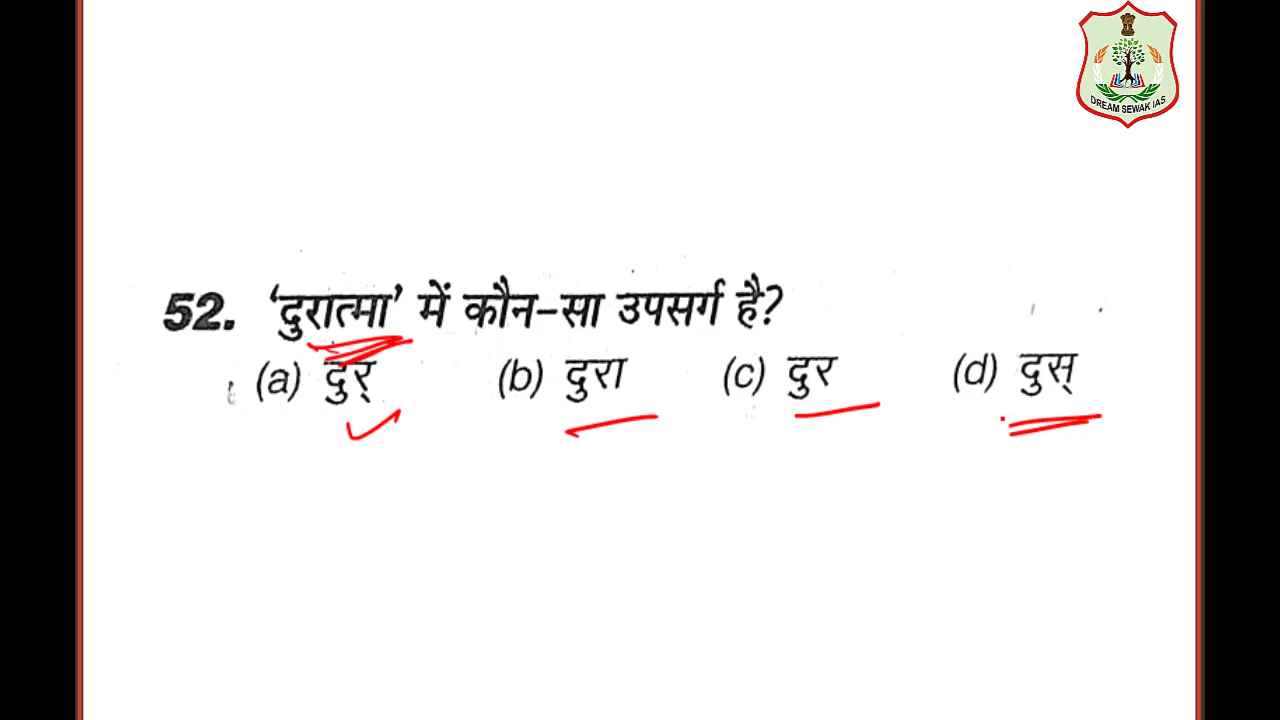 DREAM SEWAK IAS
52. 'दुरात्मा' में कौन-सा उपसर्ग है?
(a) दुर् (b) दुरा (c) दुर (d) दुस्